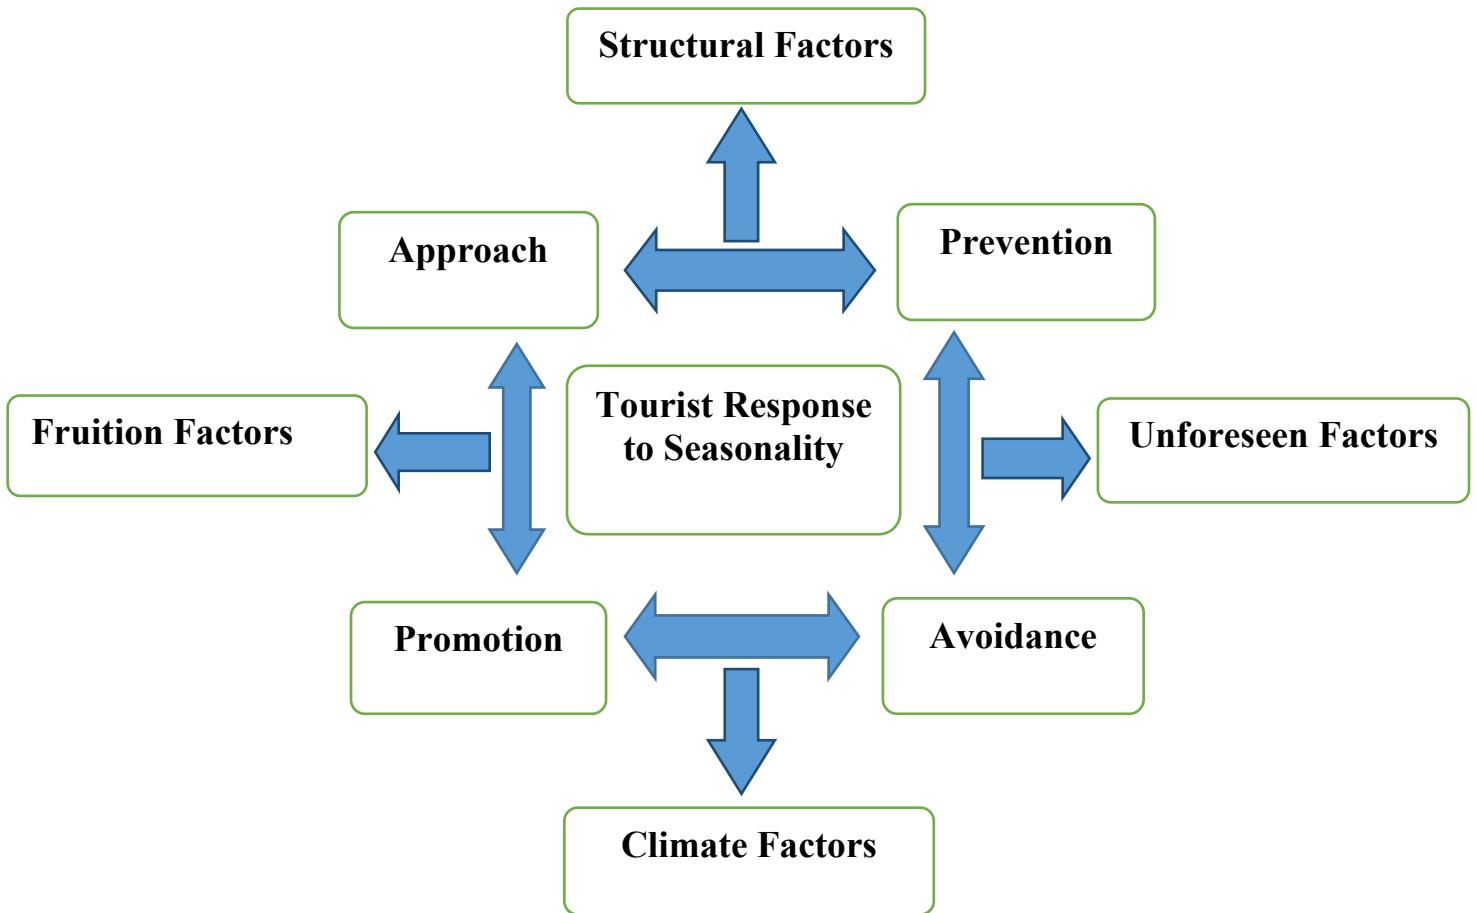 Structural Factors
Approach
Prevention
Tourist Response
to Seasonality
Fruition Factors
Unforeseen Factors
Promotion
Avoidance
Climate Factors